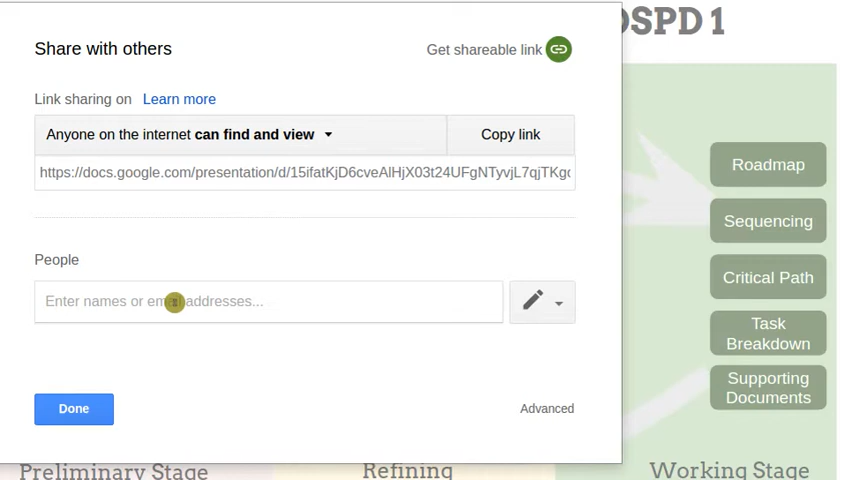 Share with others
Get shareable link
Link sharing on Learn more
Anyone on the internet can find and view
Copy link
https://docs.google.com/presentation/d/15ifatKjD6cveAlHjX03t24UFgNTyvjL7qjTKg
People
Enter names or email addresses...
Done
Advanced
OSPD 1
Roadmap
Sequencing
Critical Path
Task
Breakdown
Supporting
Documents
Preliminary Stage
Refining
Working Stage